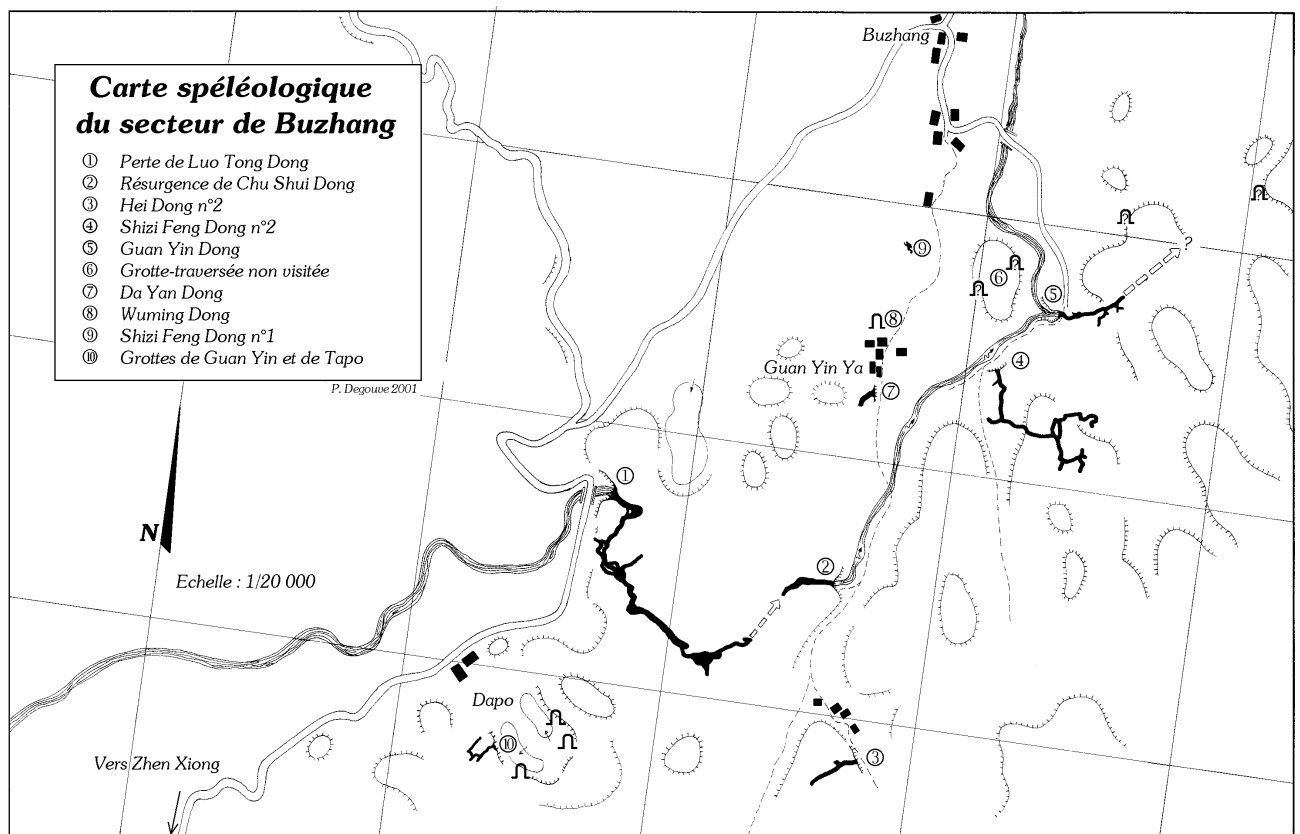 Carte spéléologique
du secteur de Buzhang
① Perte de Luo Tong Dong
② Résurgence de Chu Shui Dong
③ Hei Dong n°2
④ Shizi Feng Dong n°2
⑤ Guan Yin Dong
⑥ Grotte-traversée non visitée
⑦ Da Yan Dong
⑧ Wuming Dong
⑨ Shizi Feng Dong n°1
⑩ Grottes de Guan Yin et de Tapo
P. Degouve 2001
N
Echelle : 1/20 000
Buzhang
?
?
?
⑨
⑥
?
?
⑤
⑧
Guan Yin Ya
④
⑦
①
②
Dapo
⑩
③
Vers Zhen Xiong